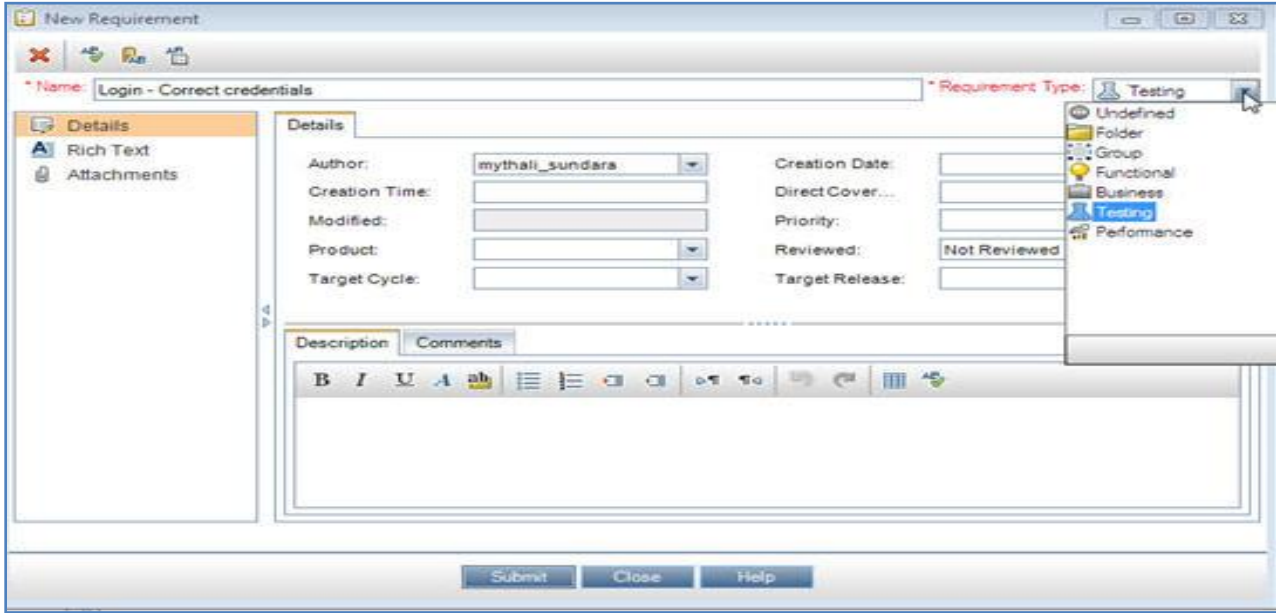 New Requirement
* Name: Login - Correct credentials * Requirement Type: Testing
Details
Rich Text
Attachments
Details
Author: mythali_sundara Creation Date:
Creation Time: Direct Cover...
Modified: Priority:
Product: Reviewed: Not Reviewed
Target Cycle: Target Release:
Undefined
Folder
Group
Functional
Business
Testing
Performance
Description Comments
B I U A ab
Submit Close Help